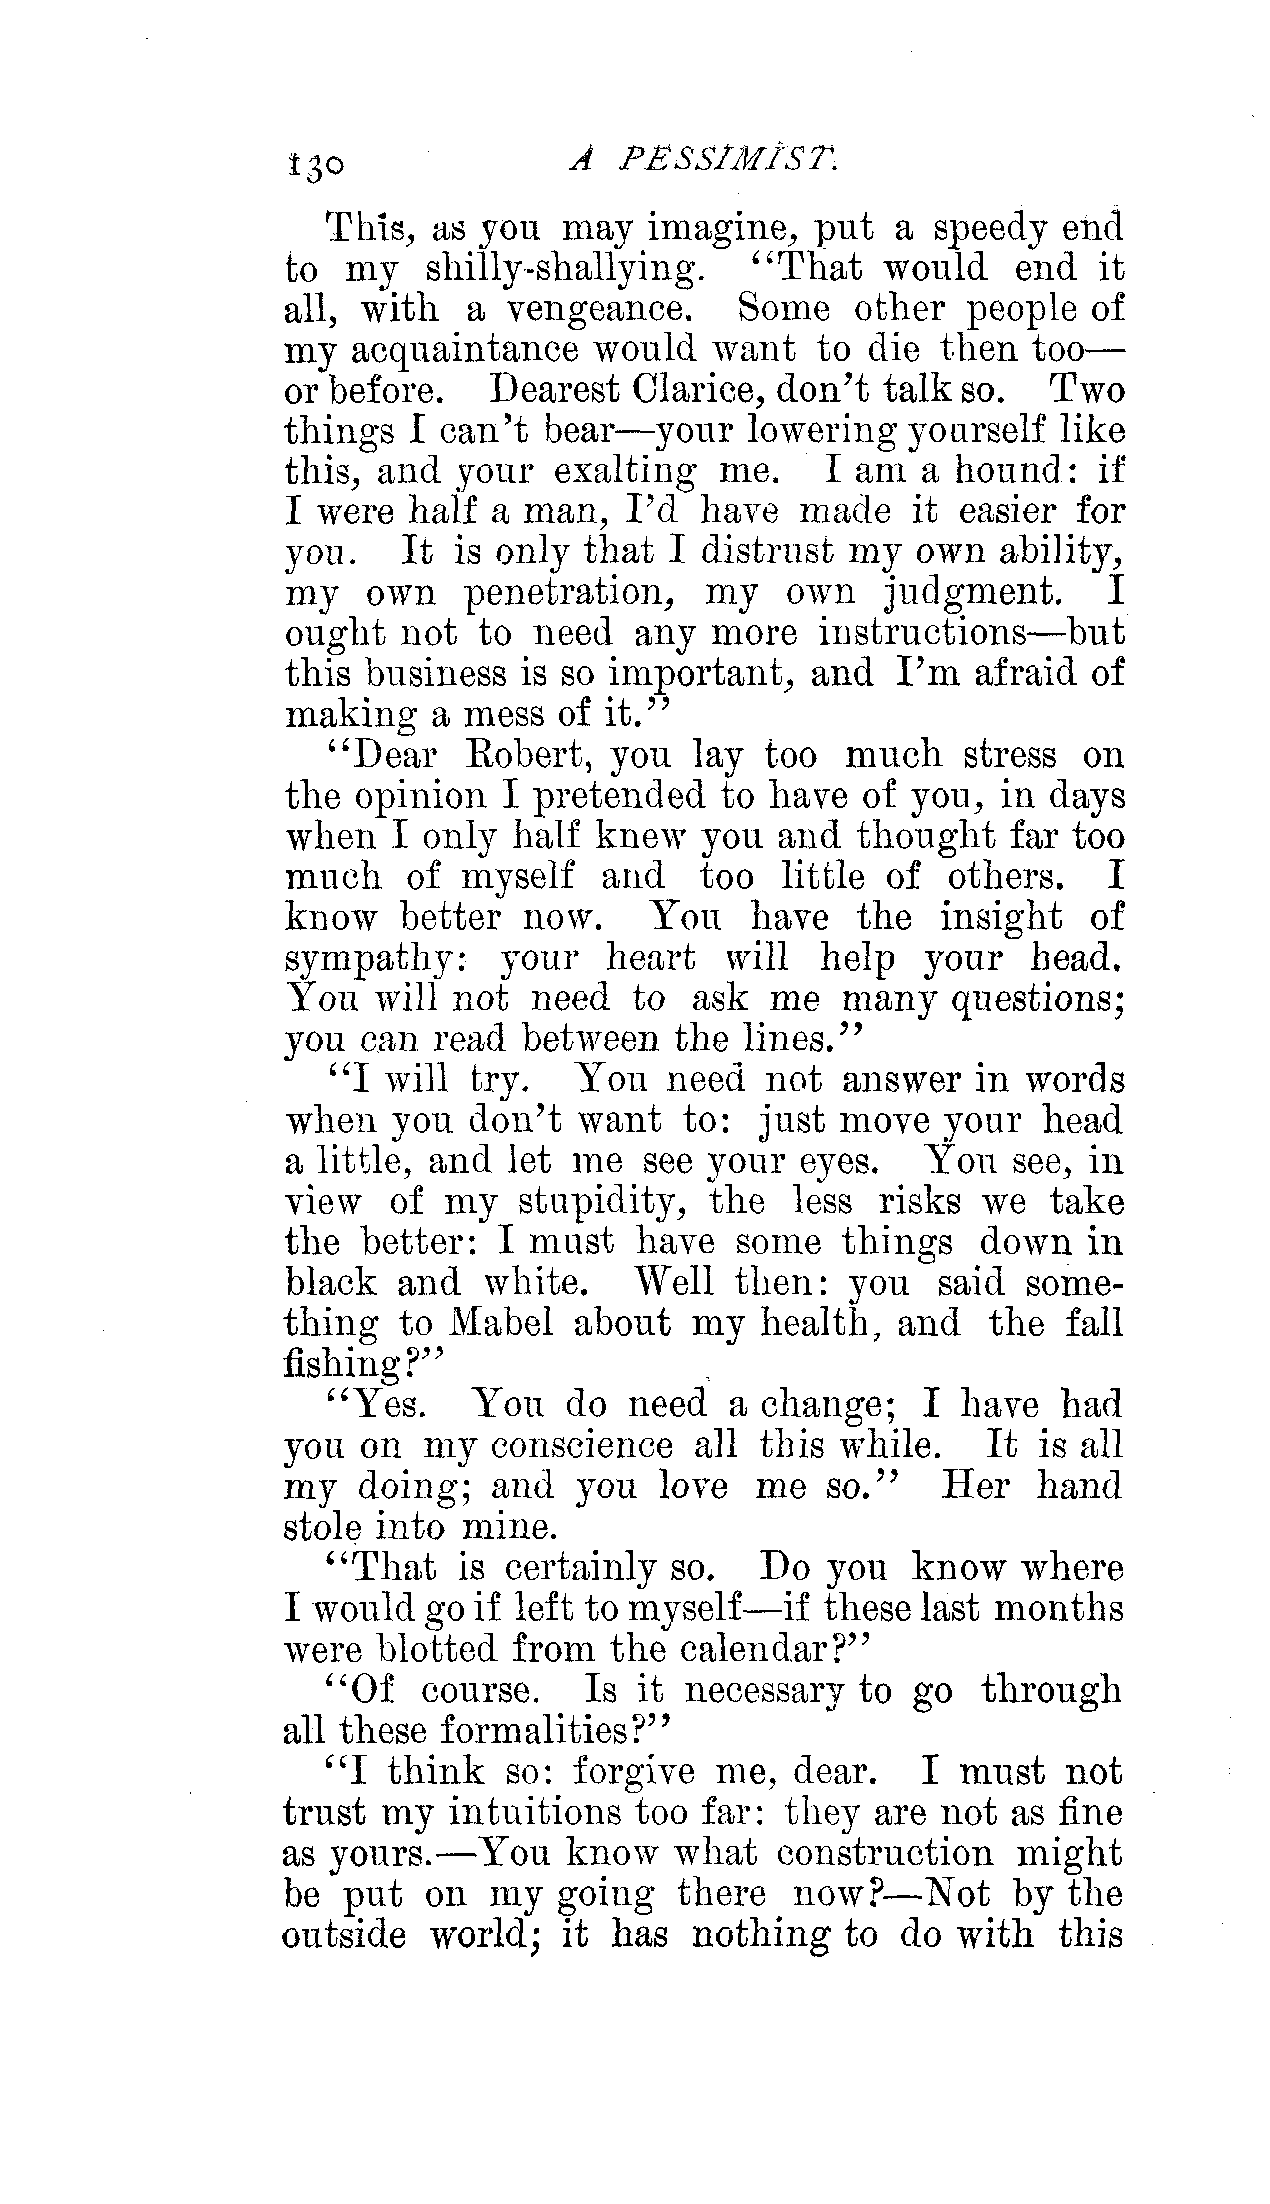 130 A PESSIMIST.
This, as you may imagine, put a speedy end
to my shilly-shallying. "That would end it
all, with a vengeance. Some other people of
my acquaintance would want to die then too—
or before. Dearest Clarice, don't talk so. Two
things I can't bear—your lowering yourself like
this, and your exalting me. I am a hound: if
I were half a man, I'd have made it easier for
you. It is only that I distrust my own ability,
my own penetration, my own judgment. I
ought not to need any more instructions—but
this business is so important, and I'm afraid of
making a mess of it."
"Dear Robert, you lay too much stress on
the opinion I pretended to have of you, in days
when I only half knew you and thought far too
much of myself and too little of others. I
know better now. You have the insight of
sympathy: your heart will help your head.
You will not need to ask me many questions;
you can read between the lines."
"I will try. You need not answer in words
when you don't want to: just move your head
a little, and let me see your eyes. You see, in
view of my stupidity, the less risks we take
the better: I must have some things down in
black and white. Well then: you said some-
thing to Mabel about my health, and the fall
fishing?"
"Yes. You do need a change; I have had
you on my conscience all this while. It is all
my doing; and you love me so." Her hand
stole into mine.
"That is certainly so. Do you know where
I would go if left to myself—if these last months
were blotted from the calendar?"
"Of course. Is it necessary to go through
all these formalities?"
"I think so: forgive me, dear. I must not
trust my intuitions too far: they are not as fine
as yours.—You know what construction might
be put on my going there now?—Not by the
outside world; it has nothing to do with this